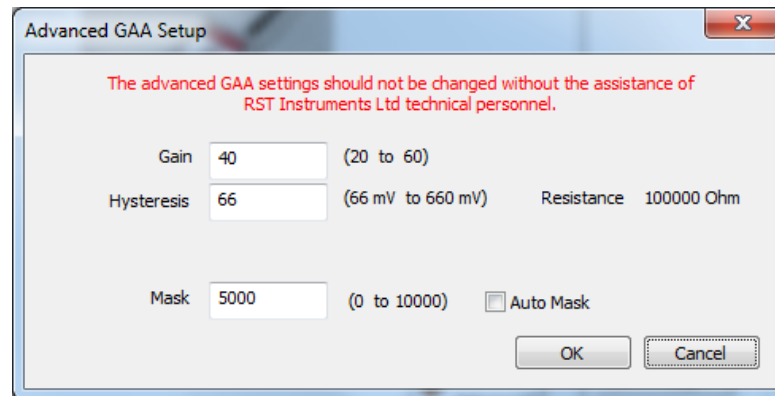 Advanced GAA Setup
X
The advanced GAA settings should not be changed without the assistance of
RST Instruments Ltd technical personnel.
Gain 40 (20 to 60)
Hysteresis 66 (66 mV to 660 mV) Resistance 100000 Ohm
Mask 5000 (0 to 10000) Auto Mask
OK Cancel